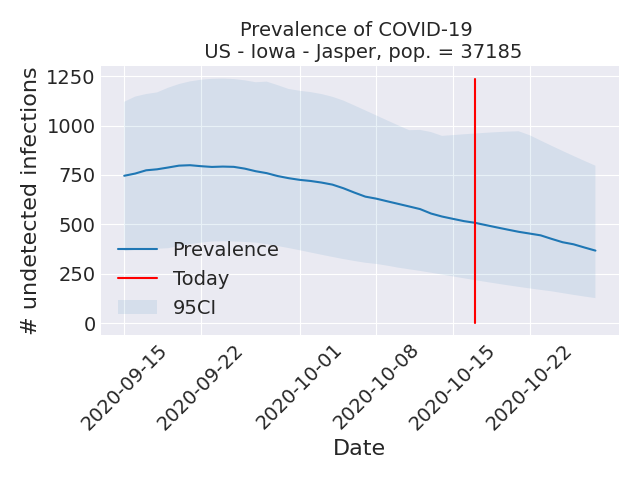 Prevalence of COVID-19
US - Iowa - Jasper, pop. = 37185
# undetected infections
1250
1000
750
500
250
0
Prevalence
Today
95CI
2020-09-15
2020-09-22
2020-10-01
2020-10-08
2020-10-15
2020-10-22
Date